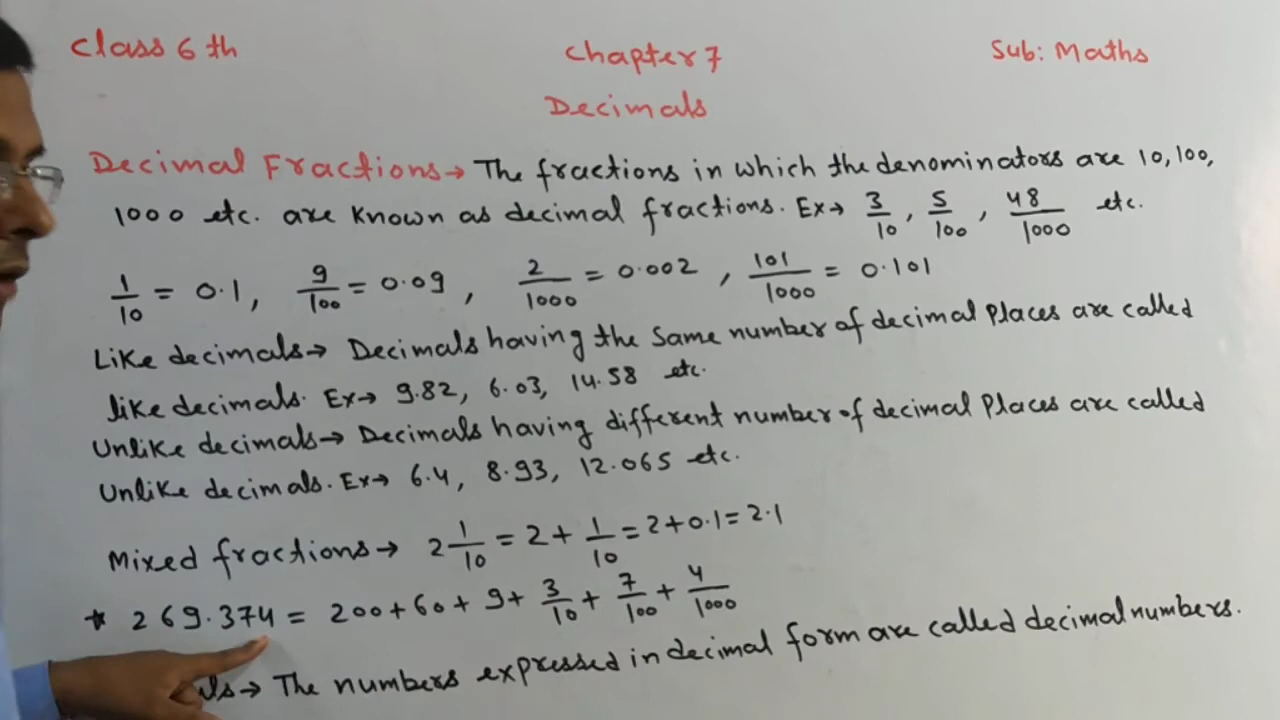 Class 6 th
Chapter 7
Sub: Maths
Decimals
Decimal Fractions→ The fractions in which the denominators are 10, 100,
1000 etc. are known as decimal fractions. Ex→ 3/10, 5/100, 48/1000 etc.
1/10 = 0.1, 9/100 = 0.09, 2/1000 = 0.002, 101/1000 = 0.101
Like decimals→ Decimals having the same number of decimal places are called
like decimals. Ex→ 9.82, 6.03, 14.58 etc.
Unlike decimals→ Decimals having different number of decimal places are called
Unlike decimals. Ex→ 6.4, 8.93, 12.065 etc.
Mixed fractions→ 2 1/10 = 2 + 1/10 = 2 + 0.1 = 2.1
* 269.374 = 200 + 60 + 9 + 3/10 + 7/100 + 4/1000
ls→ The numbers expressed in decimal form are called decimal numbers.